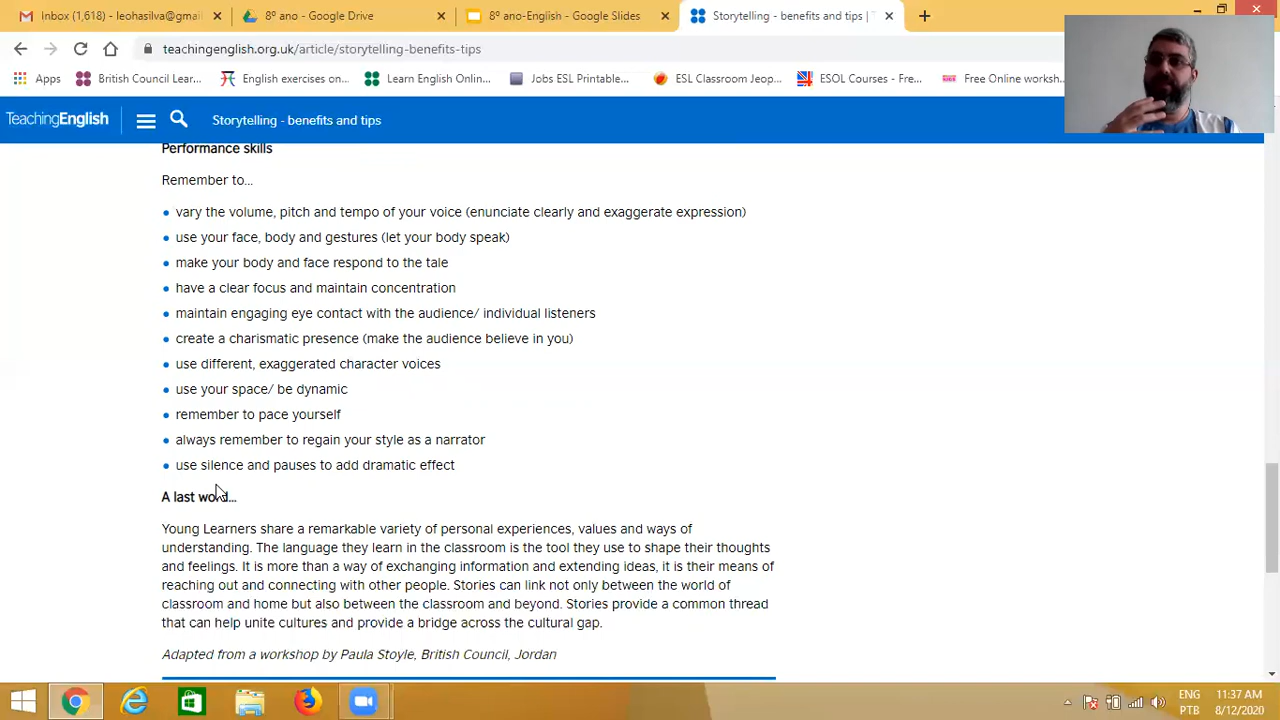 Inbox (1,618) - leohasilva@gmai
8º ano - Google Drive
8º ano-English - Google Slides
Storytelling - benefits and tips | T
teachingenglish.org.uk/article/storytelling-benefits-tips
Apps
British Council Lear...
English exercises on...
Learn English Onlin...
Jobs ESL Printable...
ESL Classroom Jeop...
ESOL Courses - Fre...
Free Online worksh...
TeachingEnglish
Storytelling - benefits and tips
Performance skills
Remember to...
vary the volume, pitch and tempo of your voice (enunciate clearly and exaggerate expression)
use your face, body and gestures (let your body speak)
make your body and face respond to the tale
have a clear focus and maintain concentration
maintain engaging eye contact with the audience/ individual listeners
create a charismatic presence (make the audience believe in you)
use different, exaggerated character voices
use your space/ be dynamic
remember to pace yourself
always remember to regain your style as a narrator
use silence and pauses to add dramatic effect
A last word...
Young Learners share a remarkable variety of personal experiences, values and ways of
understanding. The language they learn in the classroom is the tool they use to shape their thoughts
and feelings. It is more than a way of exchanging information and extending ideas, it is their means of
reaching out and connecting with other people. Stories can link not only between the world of
classroom and home but also between the classroom and beyond. Stories provide a common thread
that can help unite cultures and provide a bridge across the cultural gap.
Adapted from a workshop by Paula Stoyle, British Council, Jordan
ENG
11:37 AM
PTB
8/12/2020